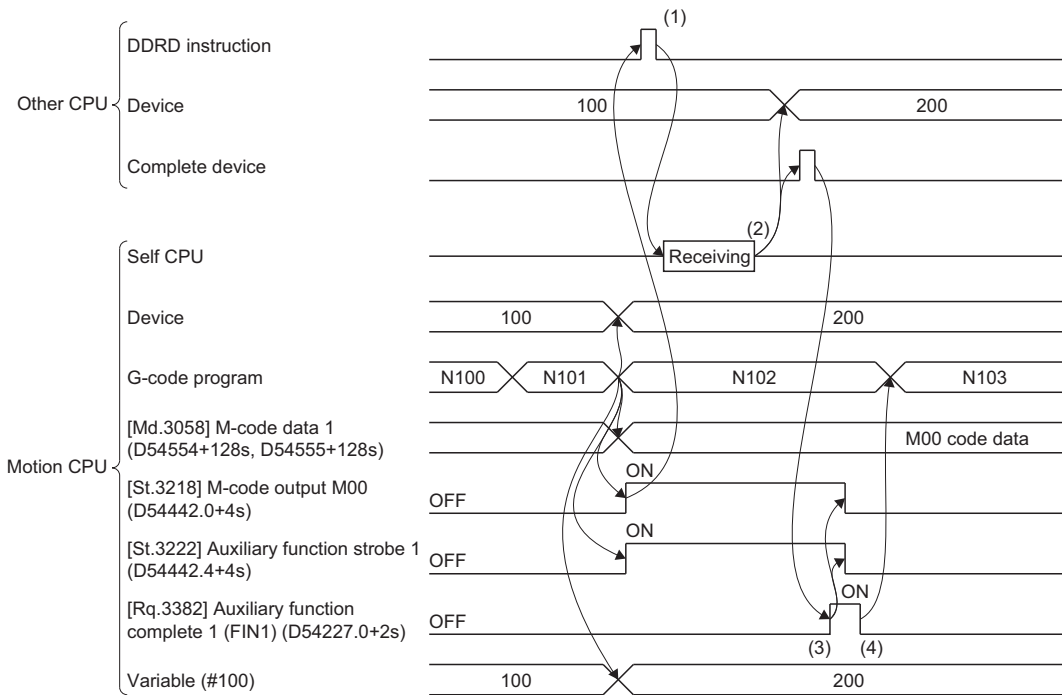 (1)
DDRD instruction
Other CPU
Device
100
200
Complete device
(2)
Self CPU
Receiving
Device
100
200
G-code program
N100
N101
N102
N103
[Md.3058] M-code data 1
(D54554+128s, D54555+128s)
M00 code data
Motion CPU
[St.3218] M-code output M00
(D54442.0+4s)
OFF
ON
[St.3222] Auxiliary function strobe 1
(D54442.4+4s)
OFF
ON
[Rq.3382] Auxiliary function
complete 1 (FIN1) (D54227.0+2s)
OFF
ON
(3)
(4)
Variable (#100)
100
200